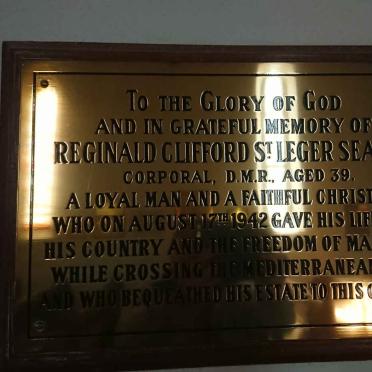 TO THE GLORY OF GOD
AND IN GRATEFUL MEMORY OF
REGINALD CLIFFORD ST LEGER SEA
CORPORAL, D.M.R., AGED 39.
A LOYAL MAN AND A FAITHFUL CHRIST
WHO ON AUGUST 17TH 1942 GAVE HIS LIF
HIS COUNTRY AND THE FREEDOM OF MA
WHILE CROSSING THE MEDITERRANEA
AND WHO BEQUEATHED HIS ESTATE TO THIS